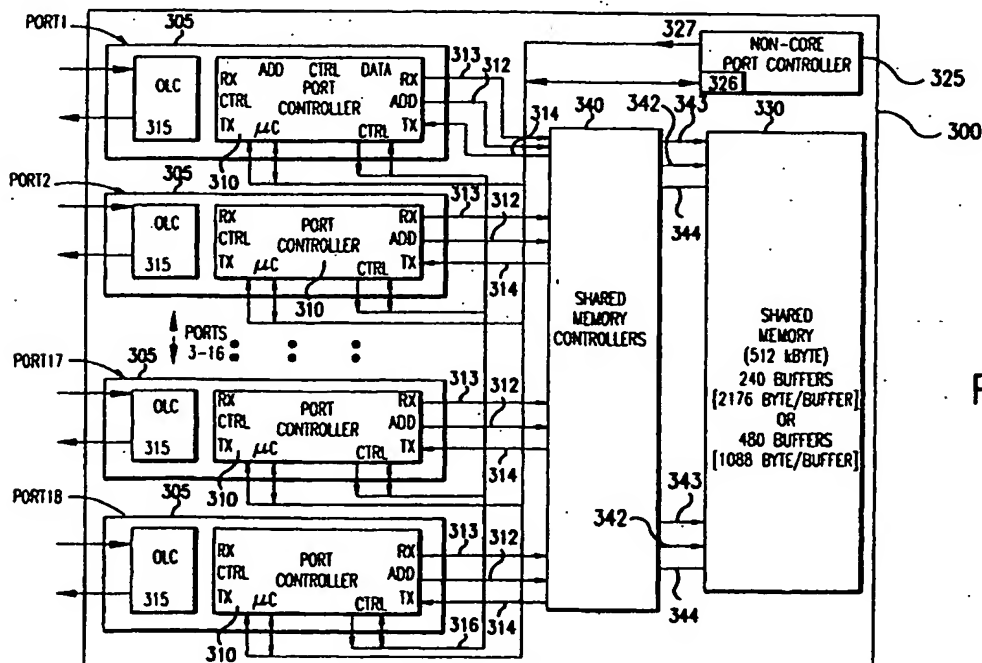 PORT1
305
OLC
315
RX ADD CTRL DATA RX
PORT
CONTROLLER
CTRL
ADD
TX
TX
μC
CTRL
310
313
312
314
327
NON-CORE
PORT CONTROLLER
326
325
340
342
343
330
300
344
PORT2
305
OLC
315
RX
CTRL
TX
μC
PORT
CONTROLLER
310
RX
ADD
TX
CTRL
313
312
314
PORTS
3-16
SHARED
MEMORY
CONTROLLERS
SHARED
MEMORY
(512 kBYTE)
240 BUFFERS
[2176 BYTE/BUFFER]
OR
480 BUFFERS
[1088 BYTE/BUFFER]
F
PORT17
305
OLC
315
RX
CTRL
TX
μC
PORT
CONTROLLER
310
RX
ADD
TX
CTRL
313
312
314
PORT18
305
OLC
315
RX
CTRL
TX
μC
PORT
CONTROLLER
310
RX
ADD
TX
CTRL
313
312
314
316
343
342
344